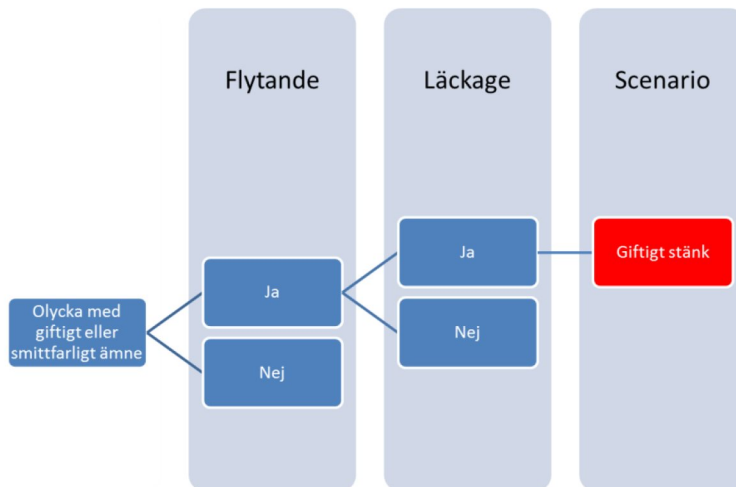 Flytande
Läckage
Scenario
Ja
Giftigt stänk
Ja
Olycka med
giftigt eller
smittfarligt ämne
Nej
Nej